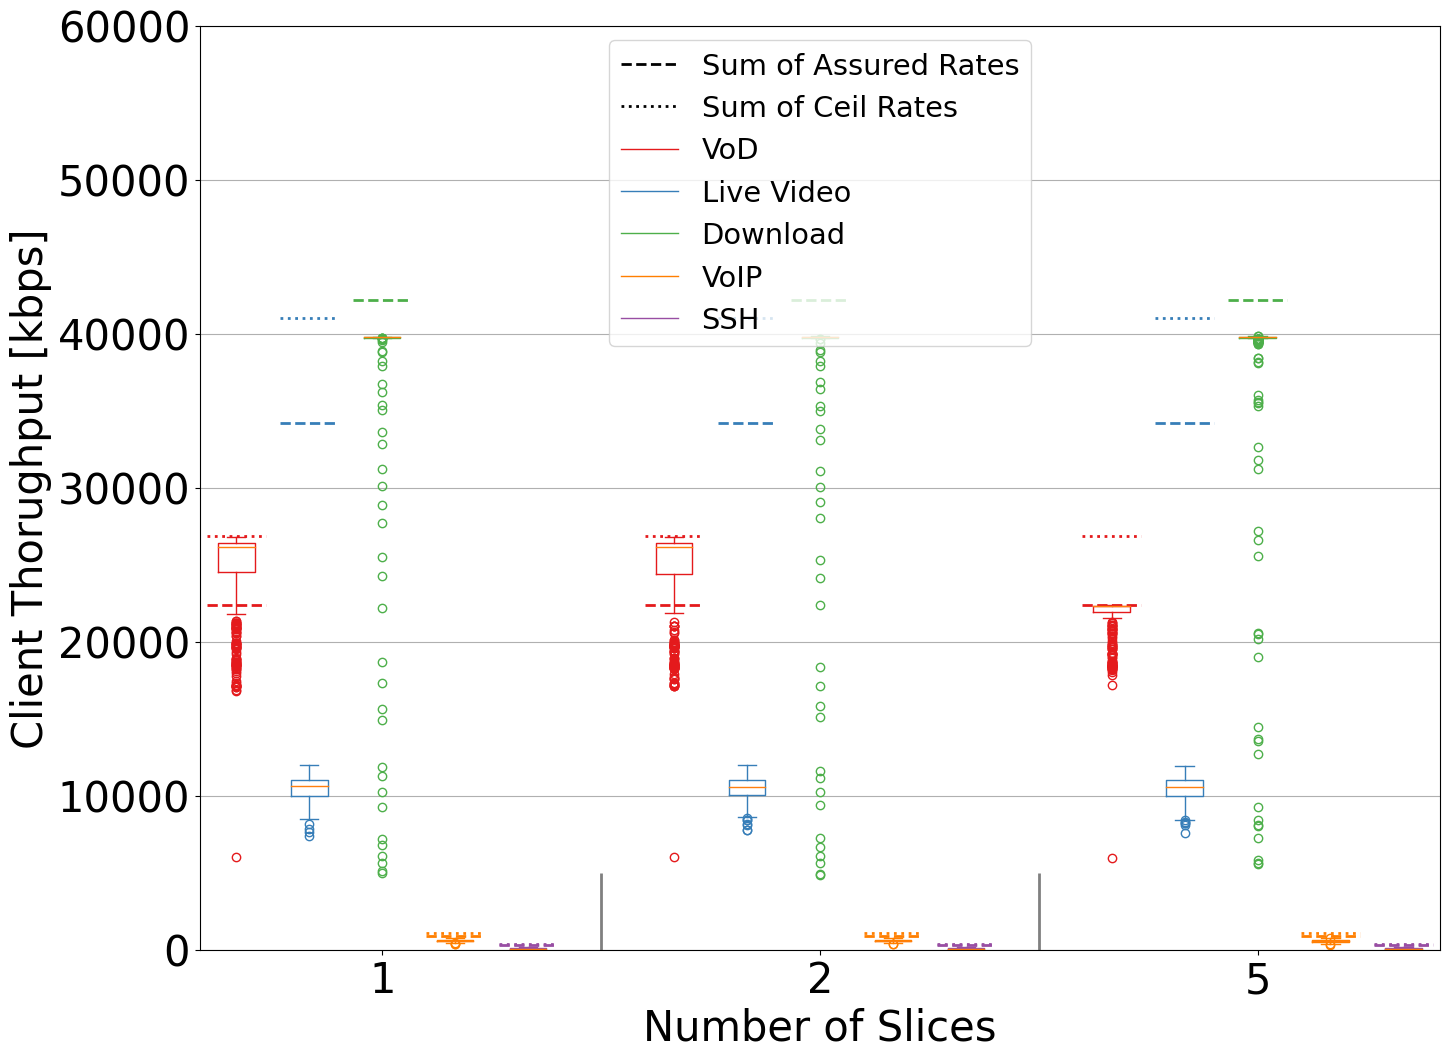 60000
50000
40000
30000
20000
10000
0
Client Thorughput [kbps]
Sum of Assured Rates
Sum of Ceil Rates
VoD
Live Video
Download
VoIP
SSH
1
2
5
Number of Slices